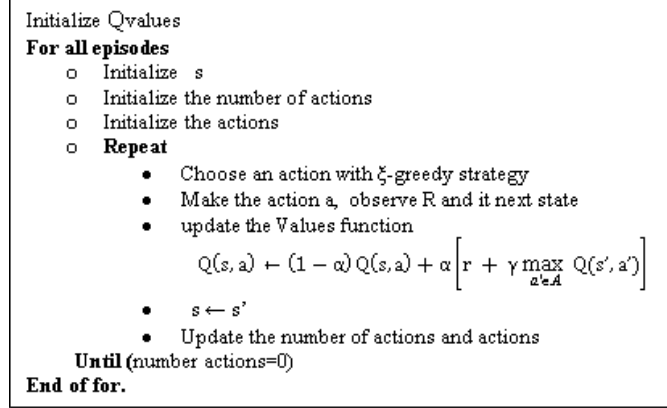 Initialize Qvalues
For all episodes
o Initialize s
o Initialize the number of actions
o Initialize the actions
o Repeat
• Choose an action with ξ-greedy strategy
• Make the action a, observe R and it next state
• update the Values function
Q(s, a) ← (1 − α) Q(s, a) + α [r + γ max_{a'∈A} Q(s′, a′)]
• s ← s’
• Update the number of actions and actions
Until (number actions=0)
End of for.